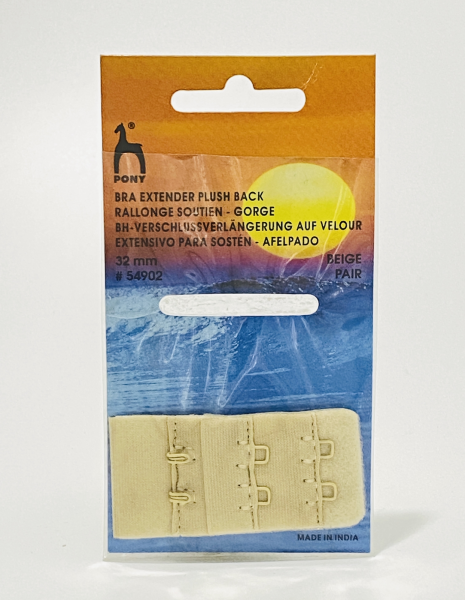 ®
PONY
BRA EXTENDER PLUSH BACK
RALLONGE SOUTIEN - GORGE
BH-VERSCHLUSSVERLÄNGERUNG AUF VELOUR
EXTENSIVO PARA SOSTÉN - AFELPADO
32 mm BEIGE
# 54902 PAIR
MADE IN INDIA